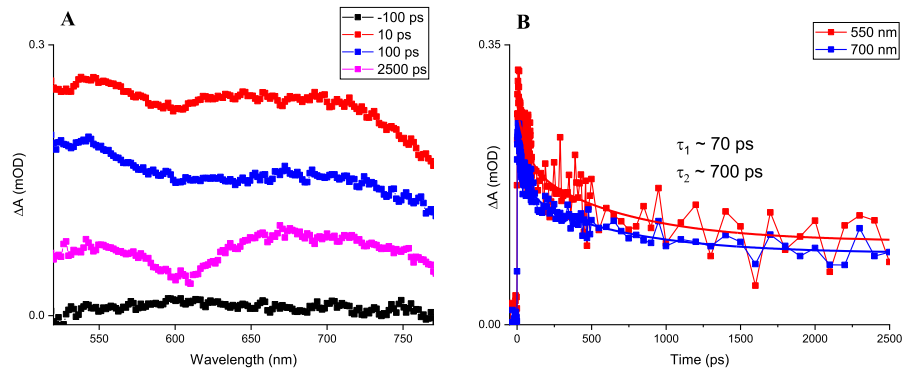 A
-100 ps
10 ps
100 ps
2500 ps
0.3
0.0
ΔA (mOD)
550 600 650 700 750
Wavelength (nm)
B
550 nm
700 nm
0.35
0.00
ΔA (mOD)
τ1 ~ 70 ps
τ2 ~ 700 ps
0 500 1000 1500 2000 2500
Time (ps)